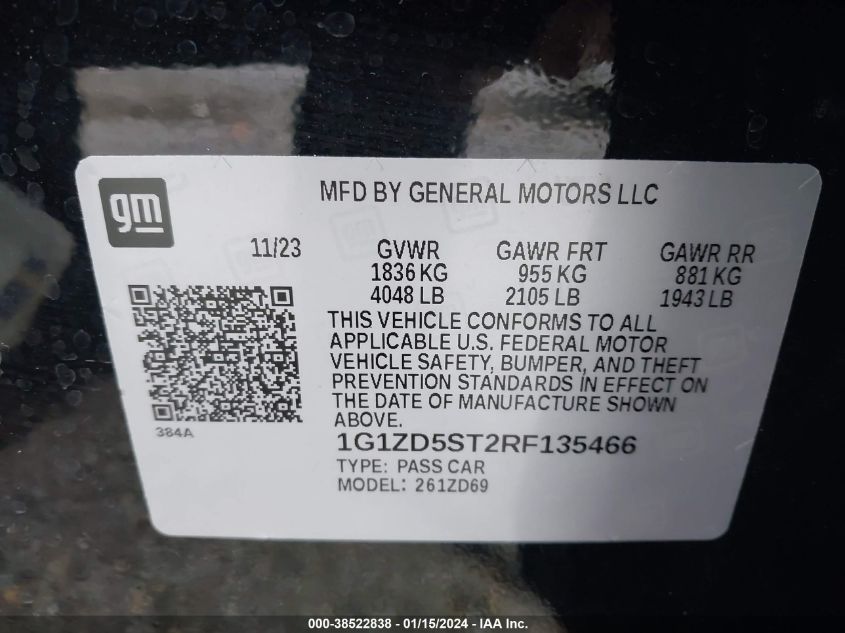 gm
MFD BY GENERAL MOTORS LLC
11/23 GVWR GAWR FRT GAWR RR
1836 KG 955 KG 881 KG
4048 LB 2105 LB 1943 LB
THIS VEHICLE CONFORMS TO ALL
APPLICABLE U.S. FEDERAL MOTOR
VEHICLE SAFETY, BUMPER, AND THEFT
PREVENTION STANDARDS IN EFFECT ON
THE DATE OF MANUFACTURE SHOWN
ABOVE.
384A
1G1ZD5ST2RF135466
TYPE: PASS CAR
MODEL: 261ZD69
000-38522838 - 01/15/2024 - IAA Inc.